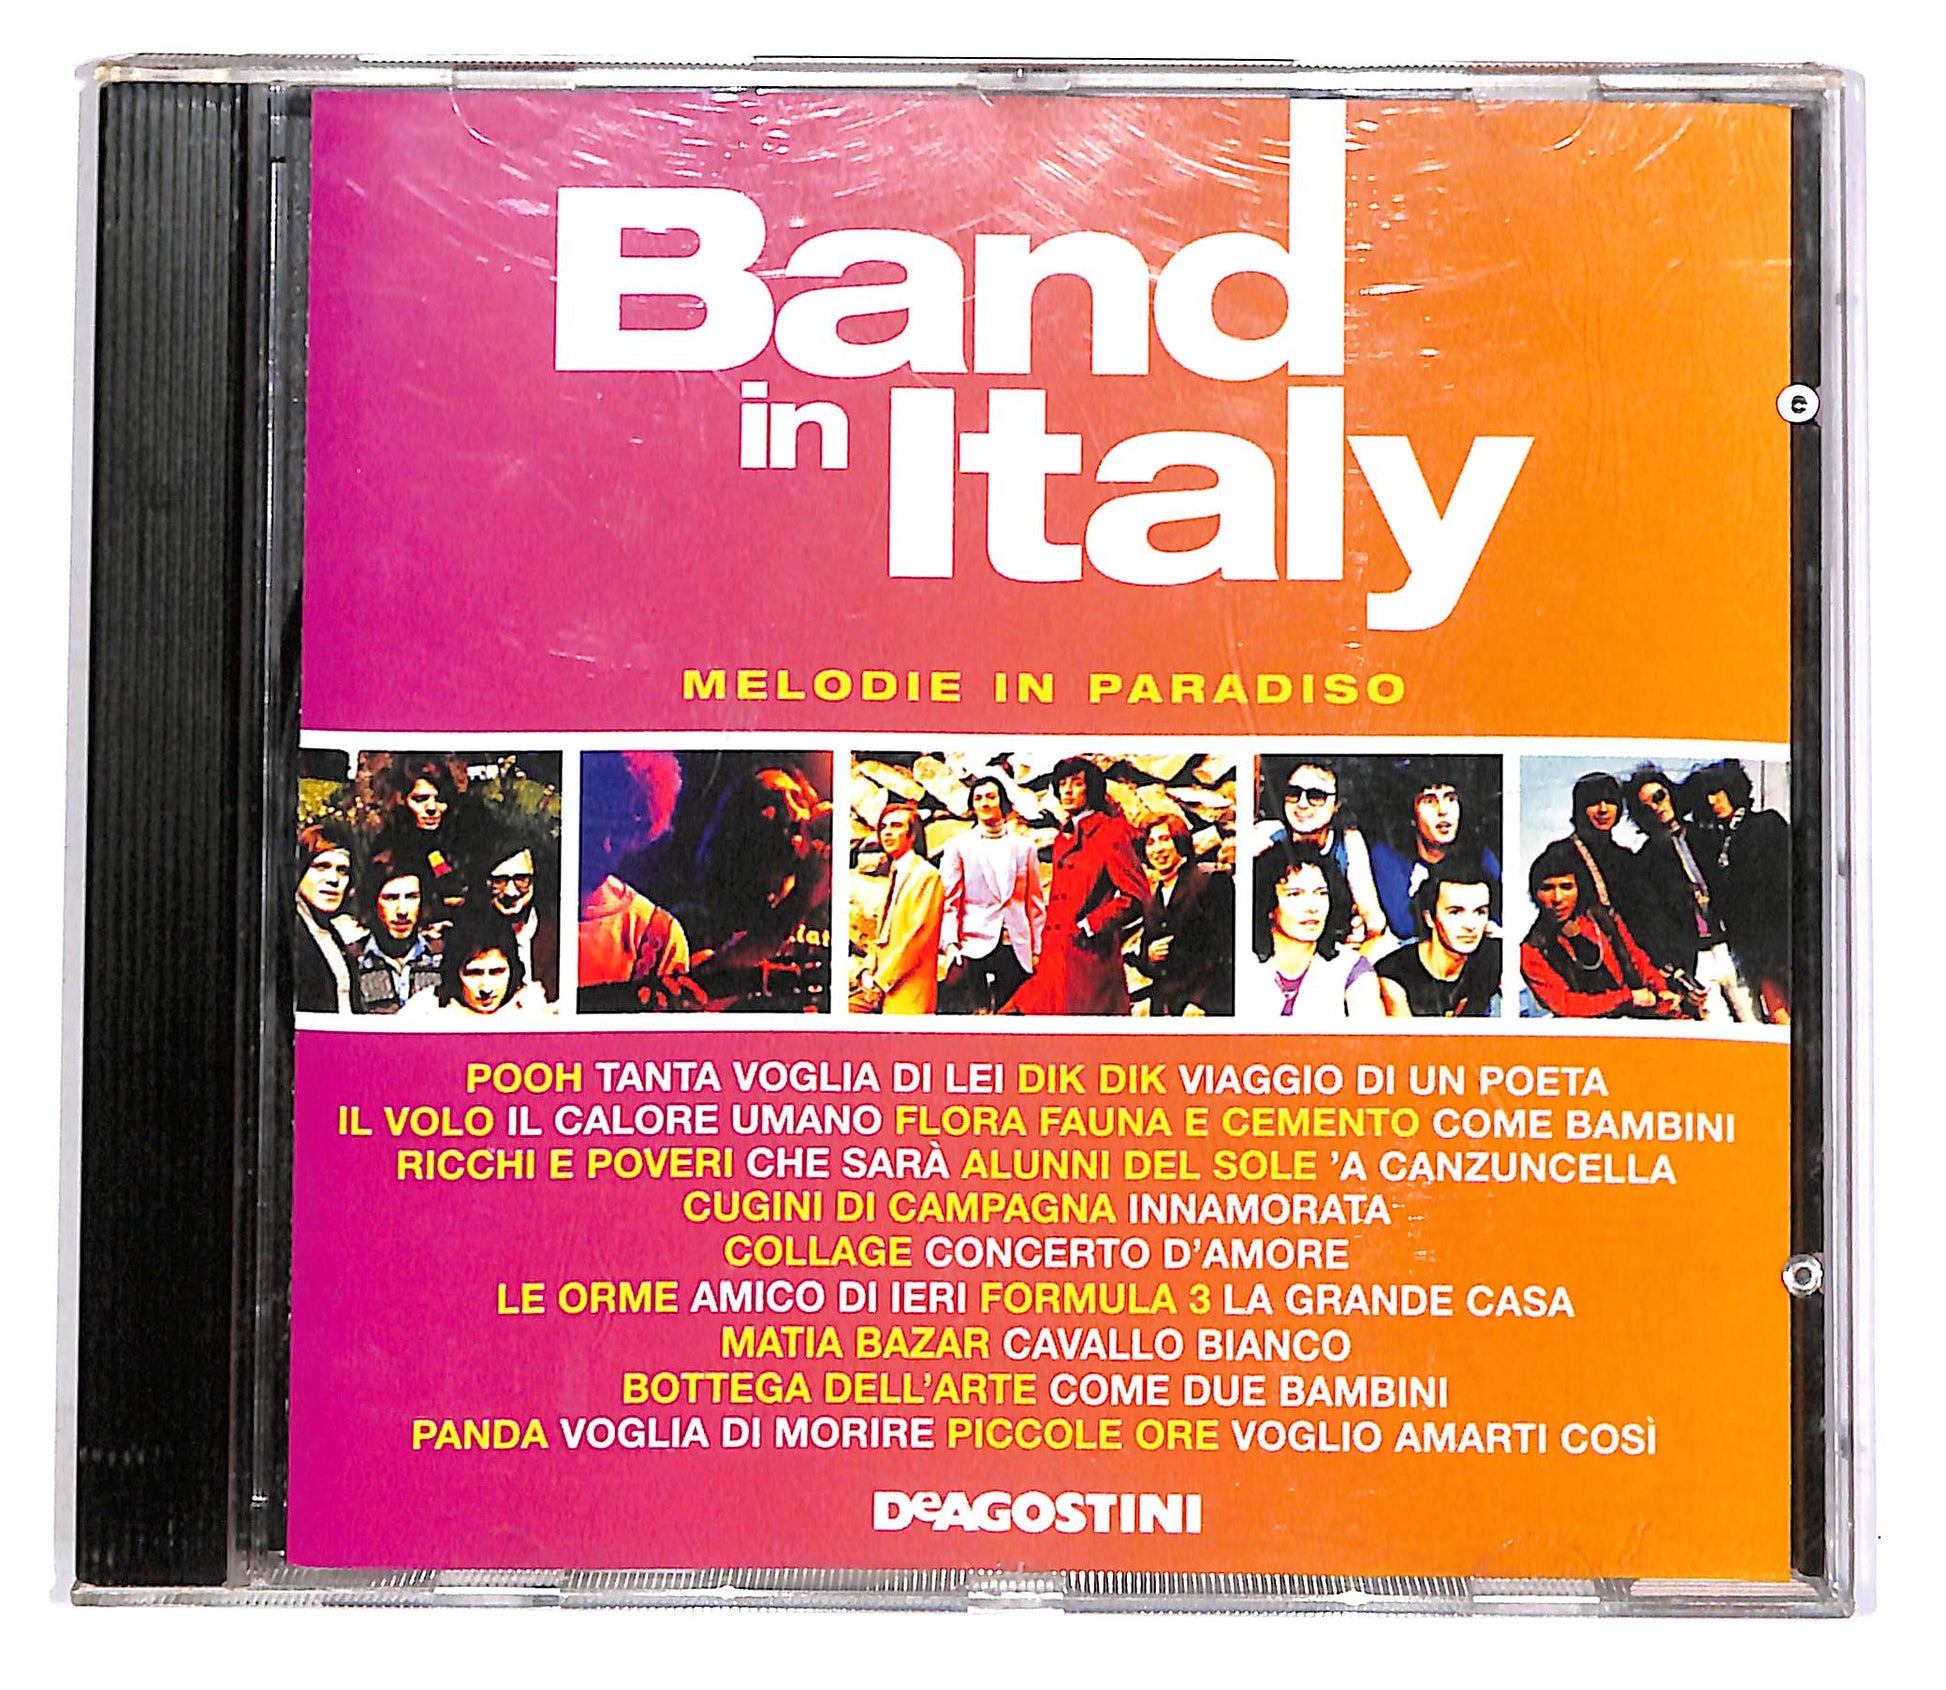 Band
in Italy
MELODIE IN PARADISO
POOH TANTA VOGLIA DI LEI DIK DIK VIAGGIO DI UN POETA
IL VOLO IL CALORE UMANO FLORA FAUNA E CEMENTO COME BAMBINI
RICCHI E POVERI CHE SARÀ ALUNNI DEL SOLE 'A CANZUNCELLA
CUGINI DI CAMPAGNA INNAMORATA
COLLAGE CONCERTO D'AMORE
LE ORME AMICO DI IERI FORMULA 3 LA GRANDE CASA
MATIA BAZAR CAVALLO BIANCO
BOTTEGA DELL'ARTE COME DUE BAMBINI
PANDA VOGLIA DI MORIRE PICCOLE ORE VOGLIO AMARTI COSÌ
DeAGOSTINI